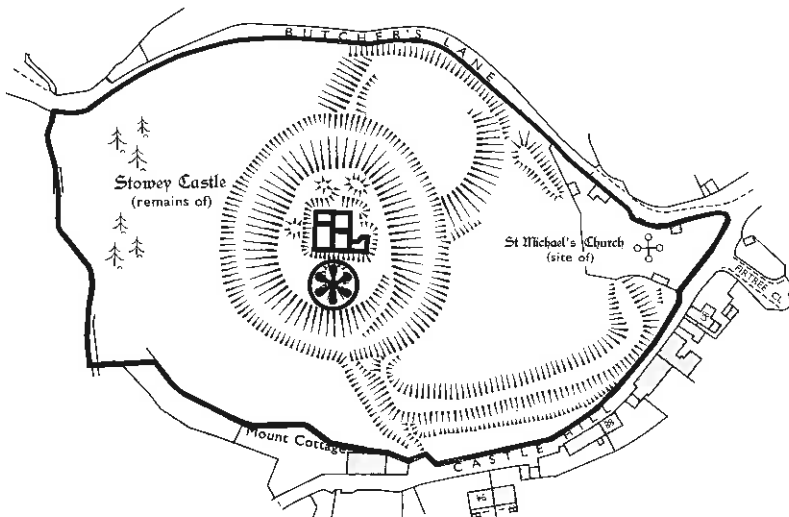 BUTCHER'S LANE
Stowey Castle
(remains of)
St Michael's Church
(site of)
FIRTREE CL
Mount Cottage
CASTLE HILL